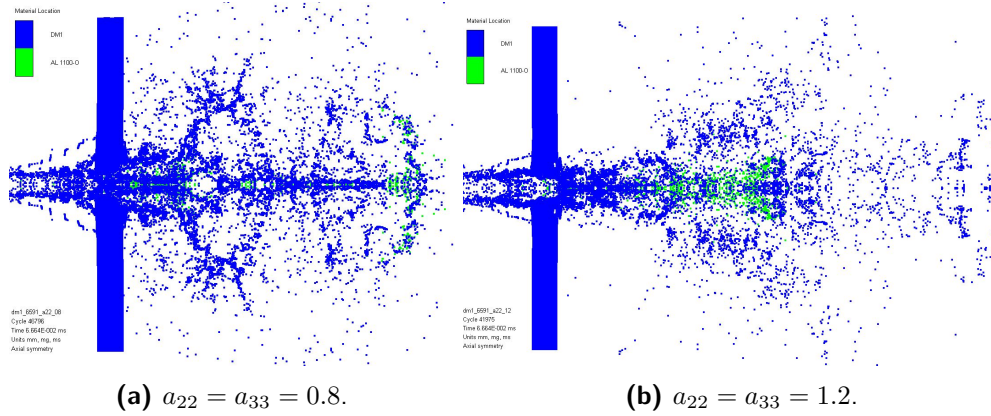 Material Location
DM1
AL 1100-O
dm1_6591_a22_08
Cycle 46796
Time 6.664E-002 ms
Units mm, mg, ms
Axial symmetry
(a) a22 = a33 = 0.8.
Material Location
DM1
AL 1100-O
dm1_6591_a22_12
Cycle 41975
Time 6.664E-002 ms
Units mm, mg, ms
Axial symmetry
(b) a22 = a33 = 1.2.